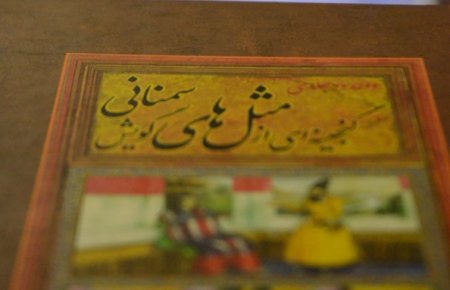 گنجینه ای از مثل های گویش سمنانی